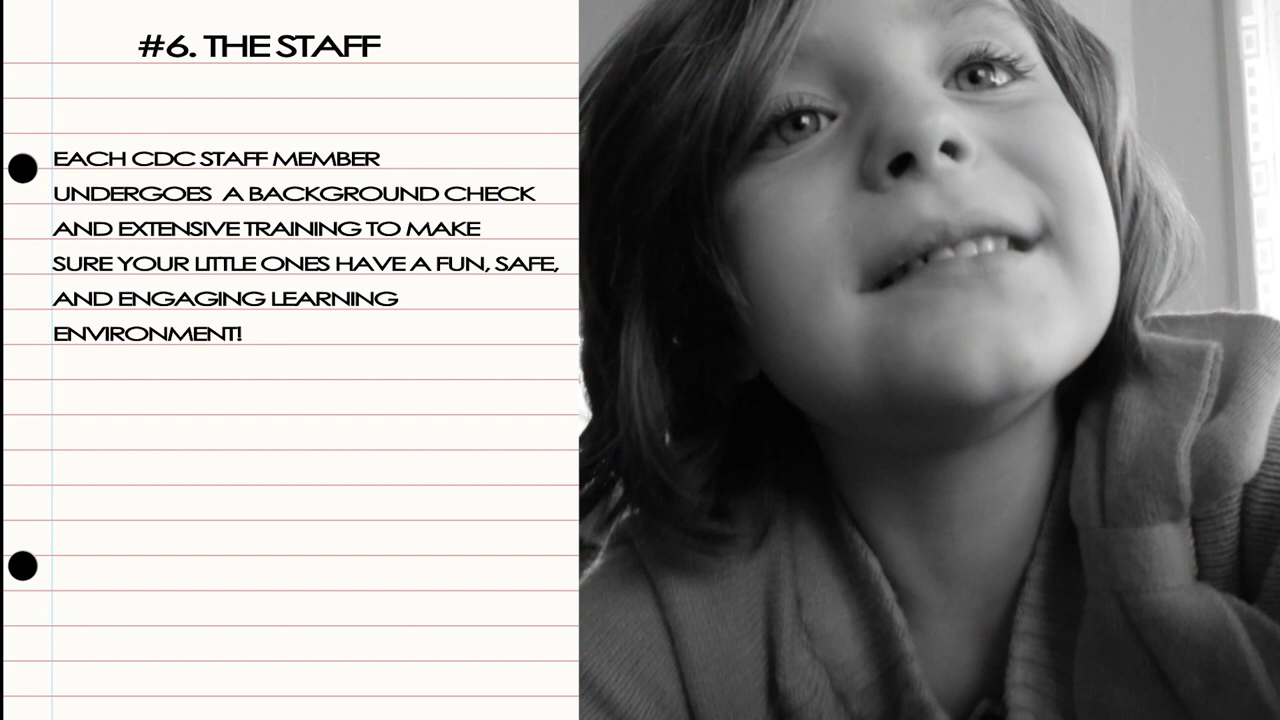 #6. THE STAFF
EACH CDC STAFF MEMBER
UNDERGOES  A BACKGROUND CHECK
AND EXTENSIVE TRAINING TO MAKE
SURE YOUR LITTLE ONES HAVE A FUN, SAFE,
AND ENGAGING LEARNING
ENVIRONMENT!